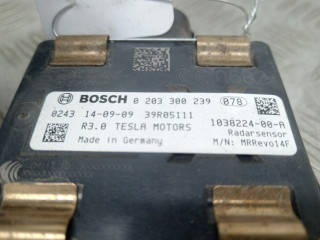 BOSCH 0 203 300 239 078
0243 14-09-09 39R05111
R3.0 TESLA MOTORS
Made in Germany
1038224-00-A
Radarsensor
M/N: MRRevo14F